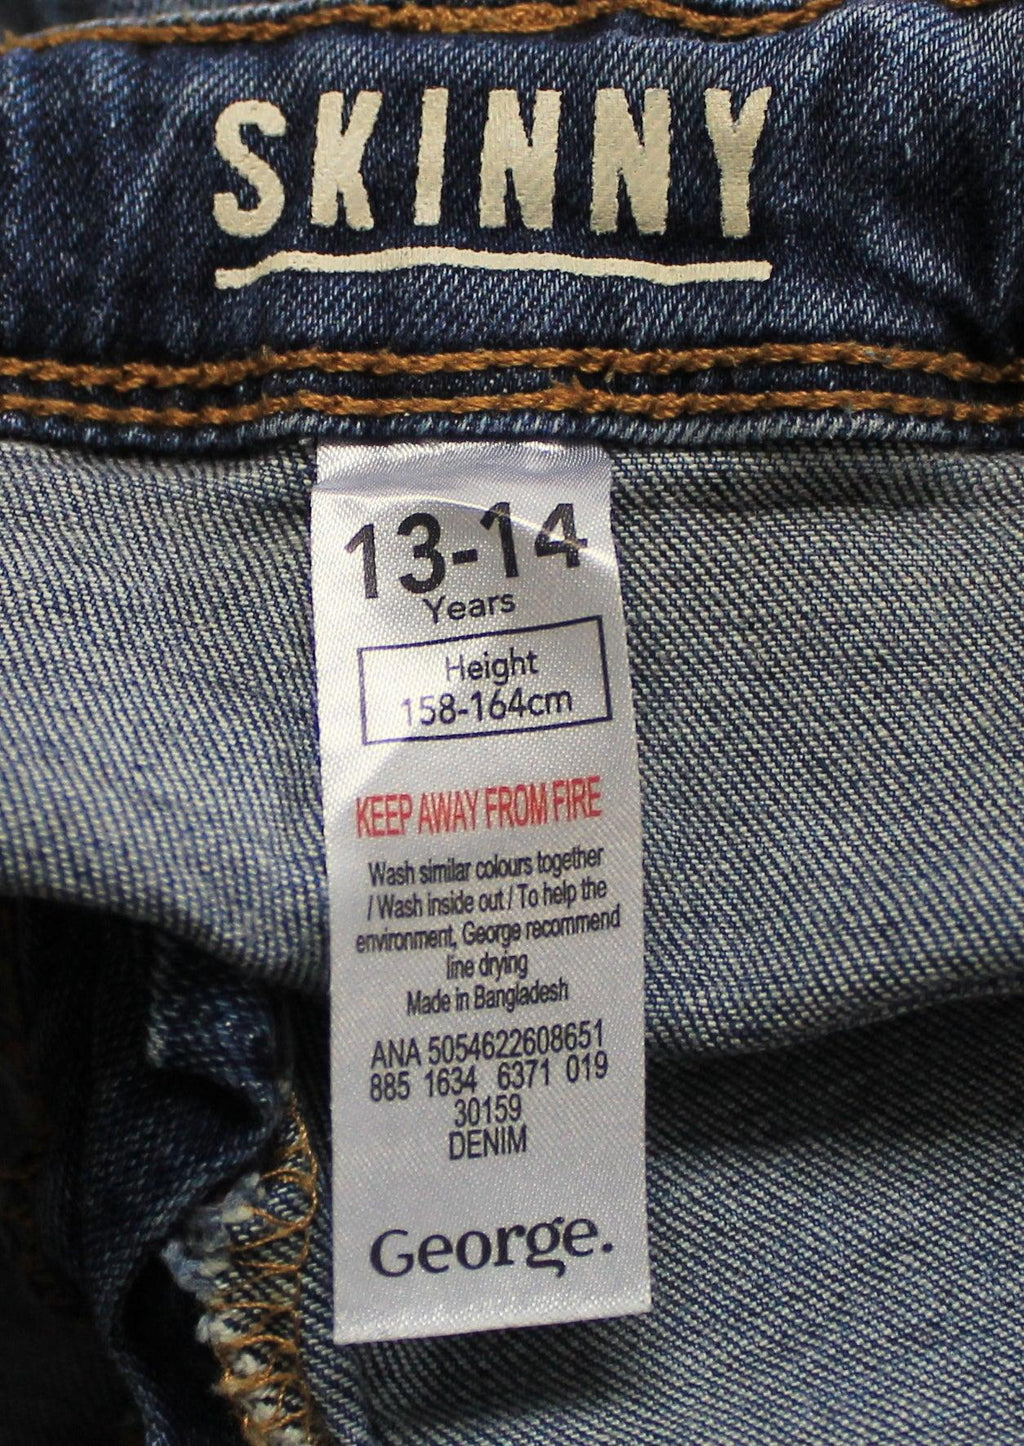 SKINNY
13-14
Years
Height
158-164cm
KEEP AWAY FROM FIRE
Wash similar colours together
/ Wash inside out / To help the
environment, George recommend
line drying
Made in Bangladesh
ANA 5054622608651
885 1634 6371 019
30159
DENIM
George.